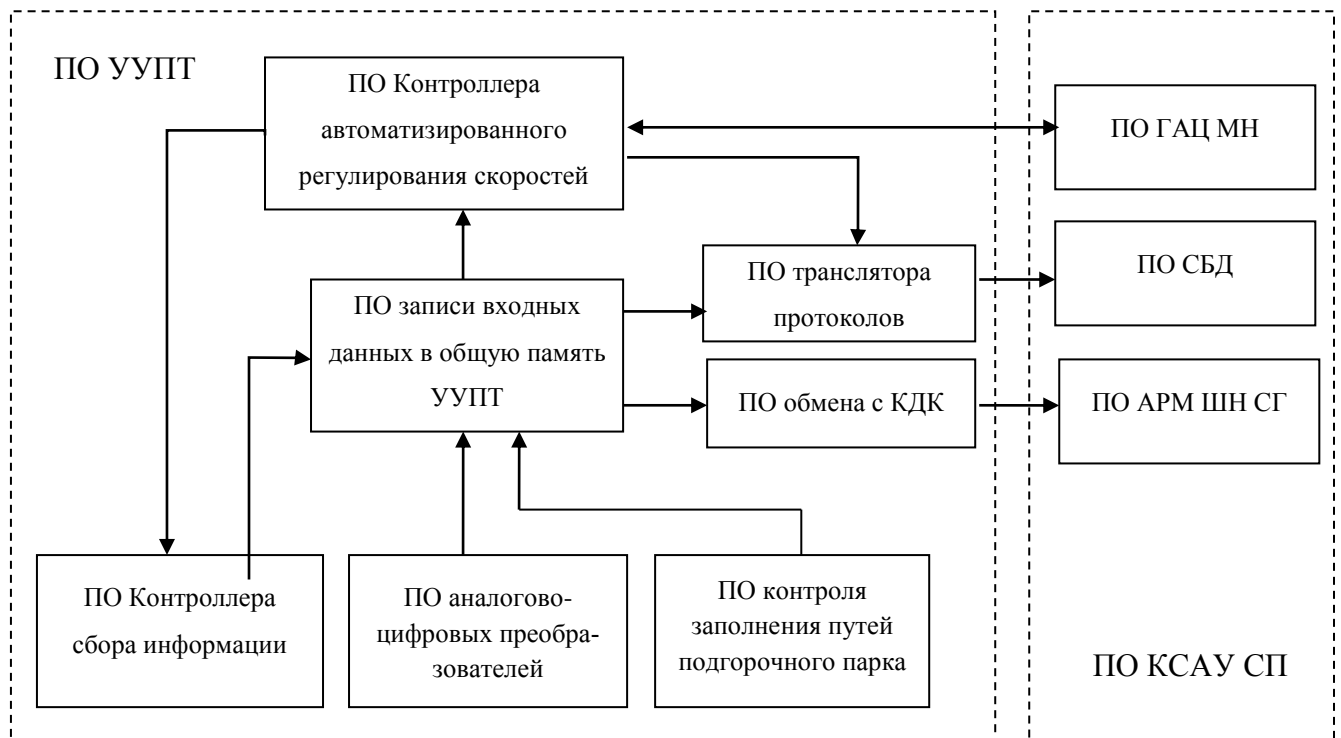 ПО УУПТ
ПО Контроллера
автоматизированного
регулирования скоростей
ПО ГАЦ МН
ПО транслятора
протоколов
ПО СБД
ПО записи входных
данных в общую память
УУПТ
ПО обмена с КДК
ПО АРМ ШН СГ
ПО Контроллера
сбора информации
ПО аналогово-
цифровых преобра-
зователей
ПО контроля
заполнения путей
подгорочного парка
ПО КСАУ СП